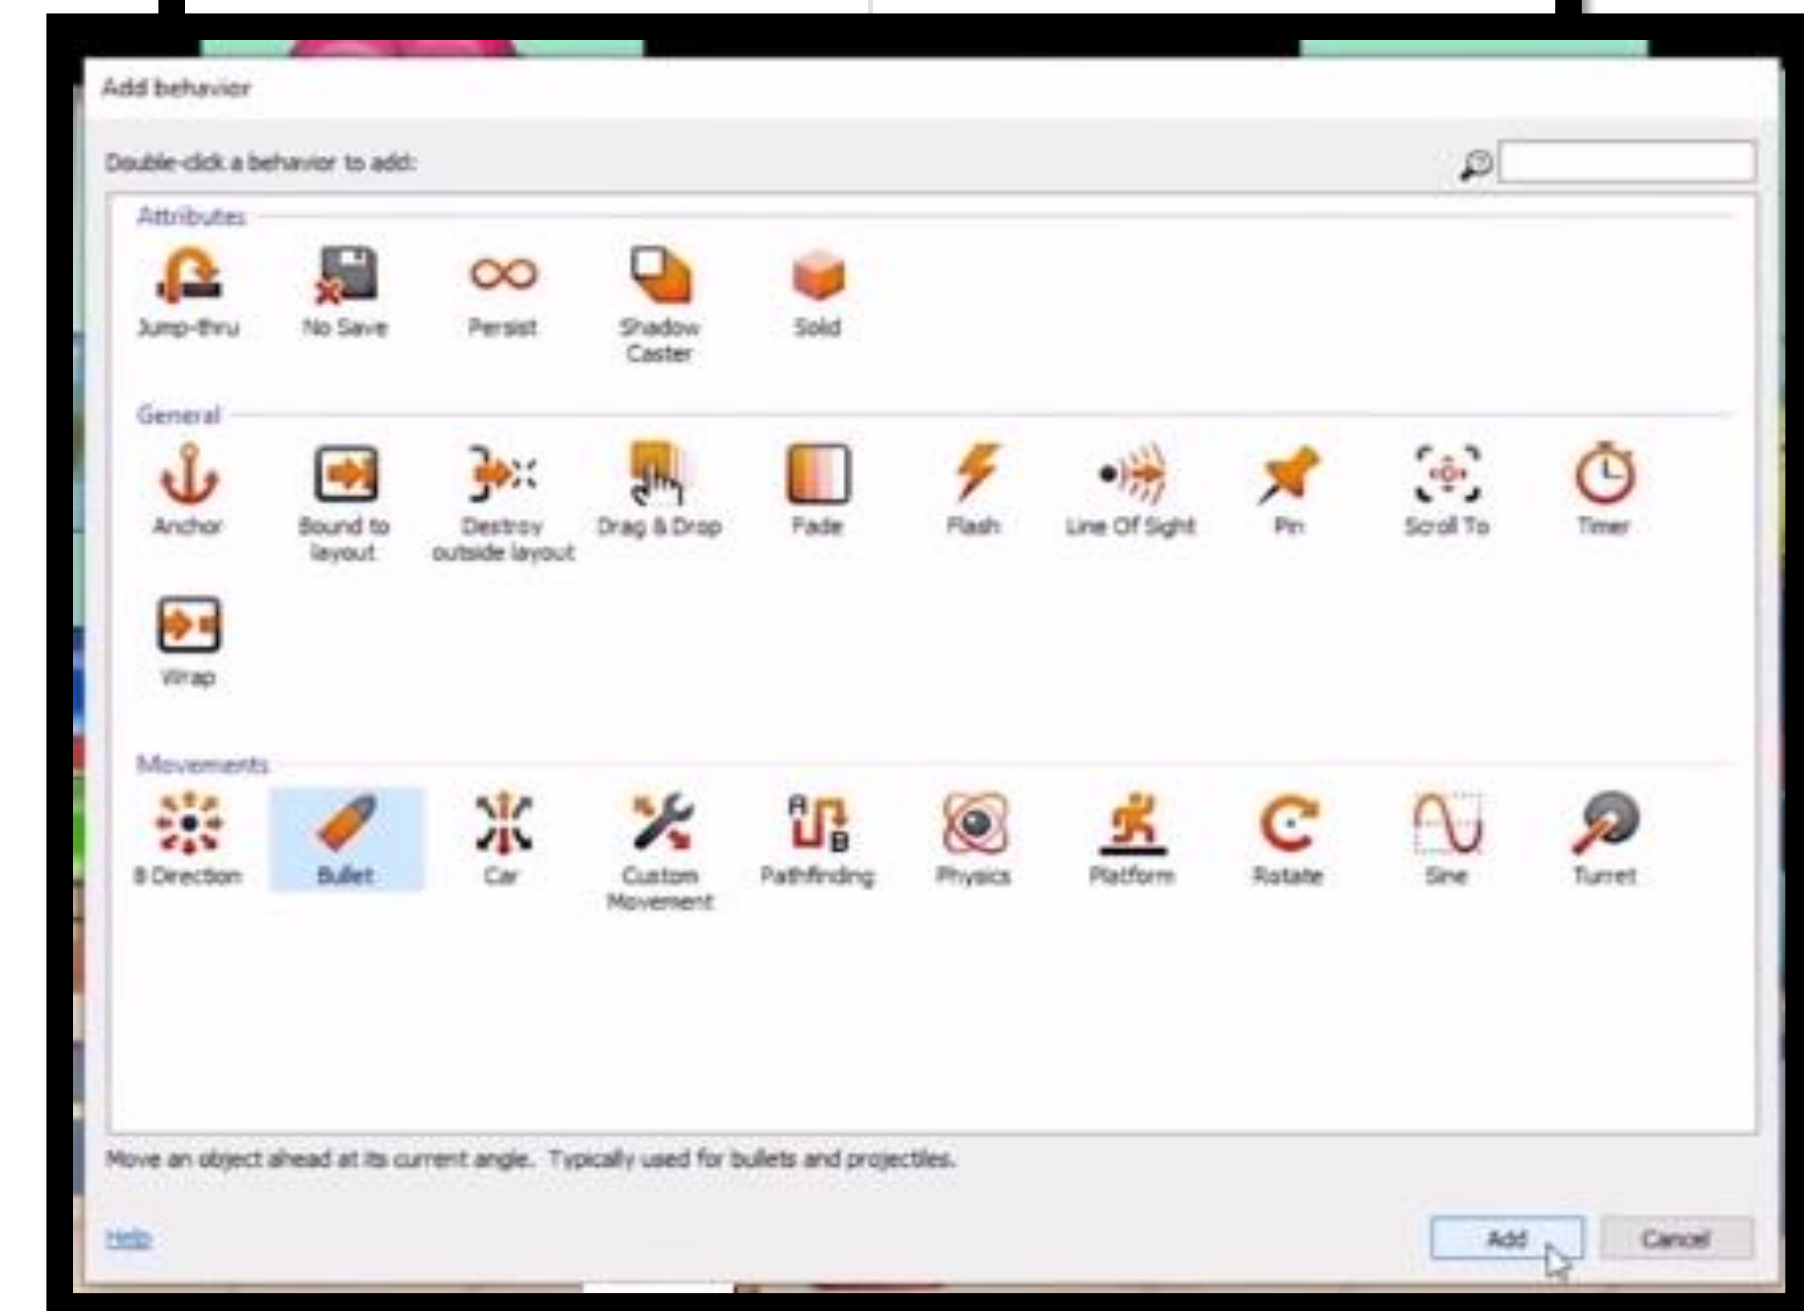 Add behavior
Double-click a behavior to add:
Attributes
Jump-thru No Save Persist Shadow Caster Solid
General
Anchor Bound to layout Destroy outside layout Drag & Drop Fade Flash Line Of Sight Pin Scroll To Timer
Wrap
Movements
8 Direction Bullet Car Custom Movement Pathfinding Physics Platform Rotate Sine Turret
Move an object ahead at its current angle. Typically used for bullets and projectiles.
Help Add Cancel